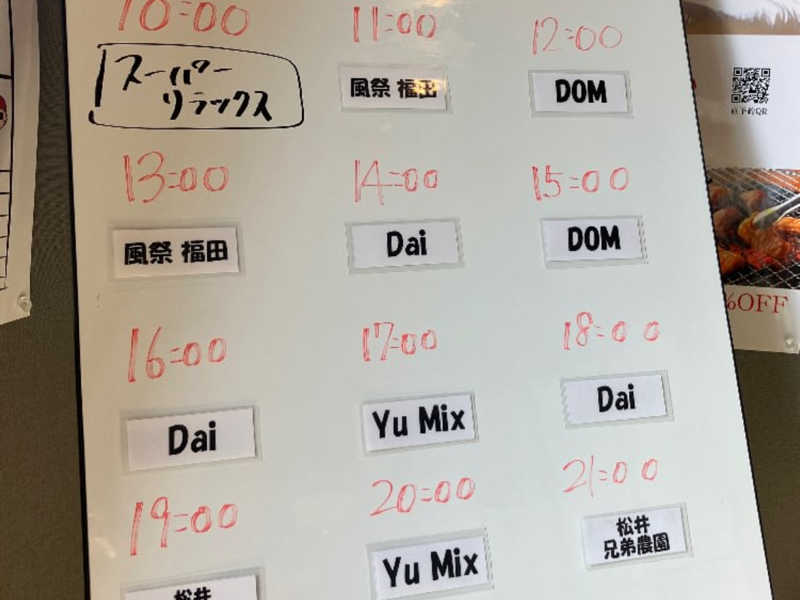 10:00
スーパー
リラックス
11:00
風祭 福田
12:00
DOM
13:00
風祭 福田
14:00
Dai
15:00
DOM
16:00
Dai
17:00
Yu Mix
18:00
Dai
19:00
松井
20:00
Yu Mix
21:00
松井
兄弟農園
%OFF